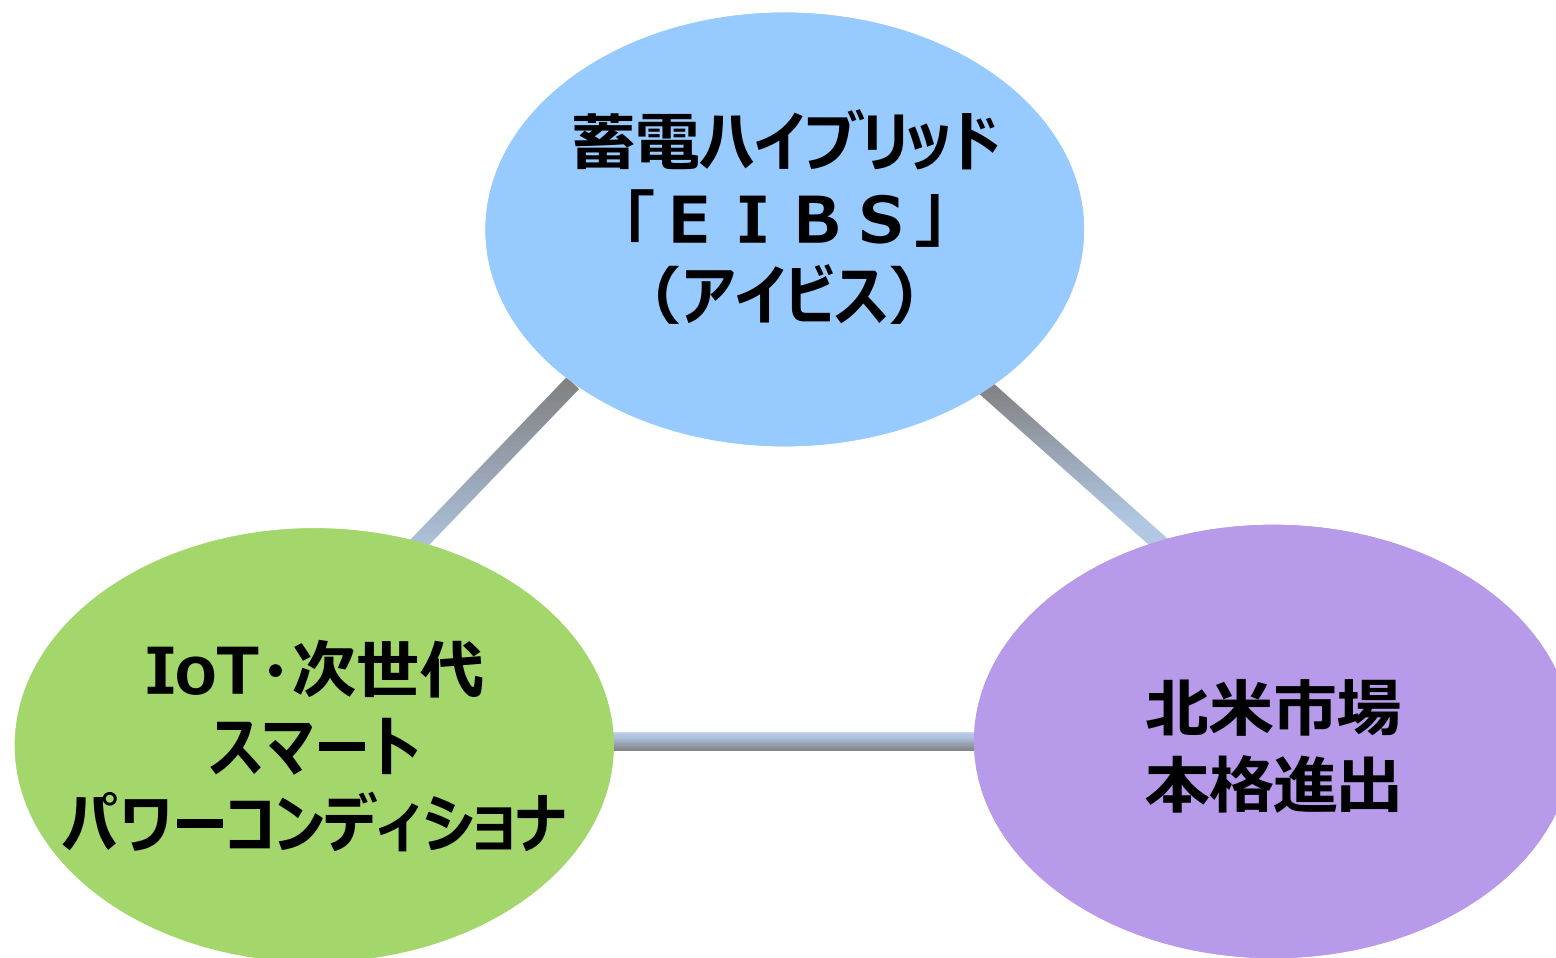 蓄電ハイブリッド
「ＥＩＢＳ」
（アイビス）
IoT・次世代
スマート
パワーコンディショナ
北米市場
本格進出